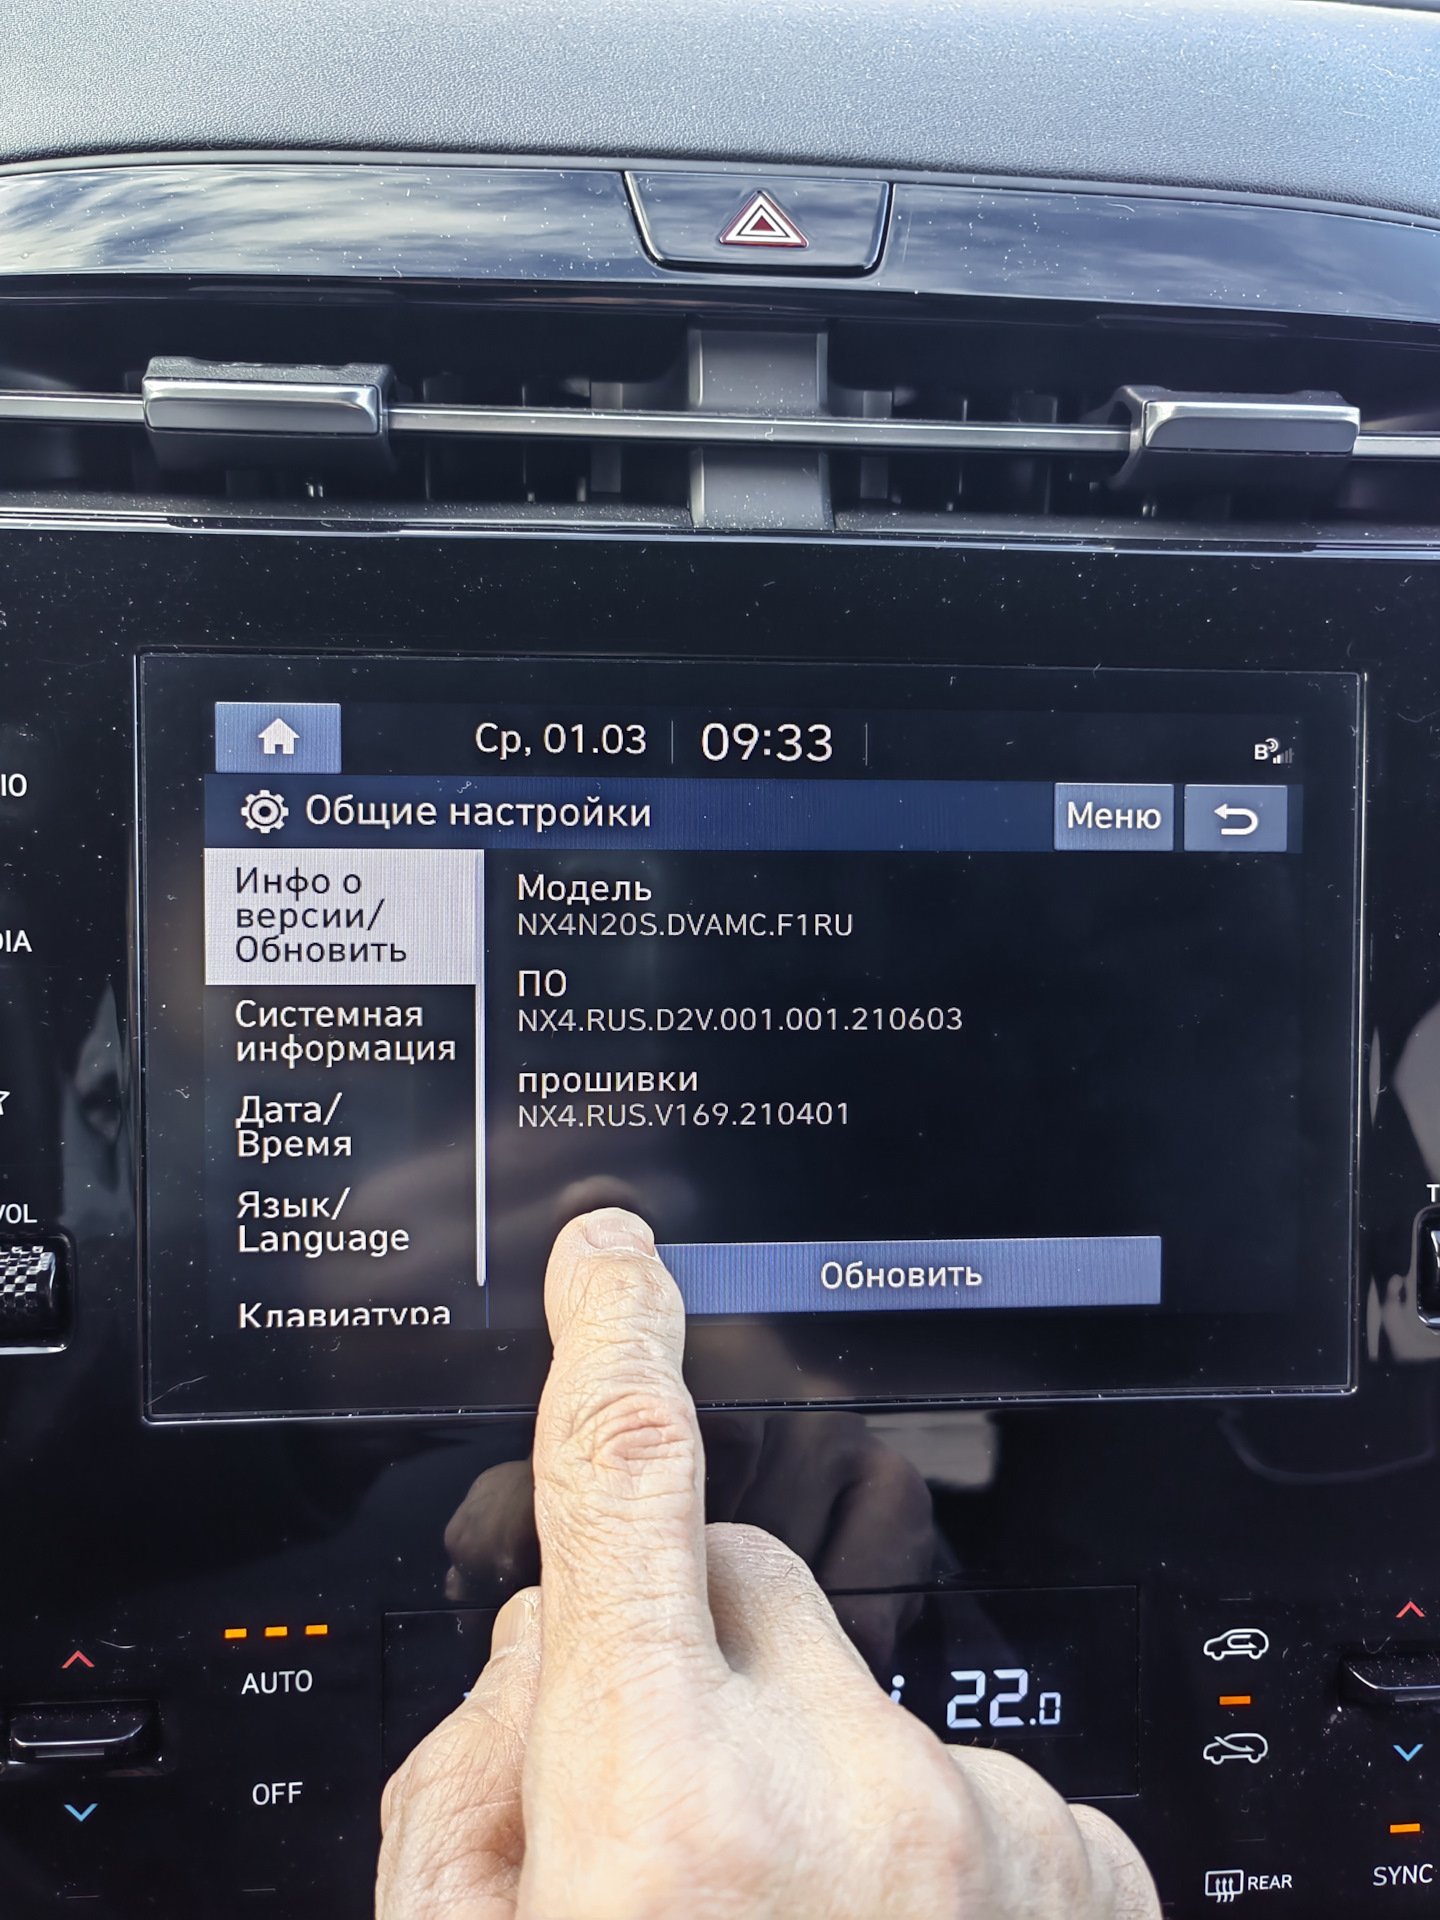 Ср, 01.03 09:33
B
Общие настройки
Меню
Инфо о
версии/
Обновить
Системная
информация
Дата/
Время
Язык/
Language
Клавиатура
Модель
NX4N20S.DVAMC.F1RU
ПО
NX4.RUS.D2V.001.001.210603
прошивки
NX4.RUS.V169.210401
Обновить
VOL
AUTO
OFF
22.0
REAR
SYNC